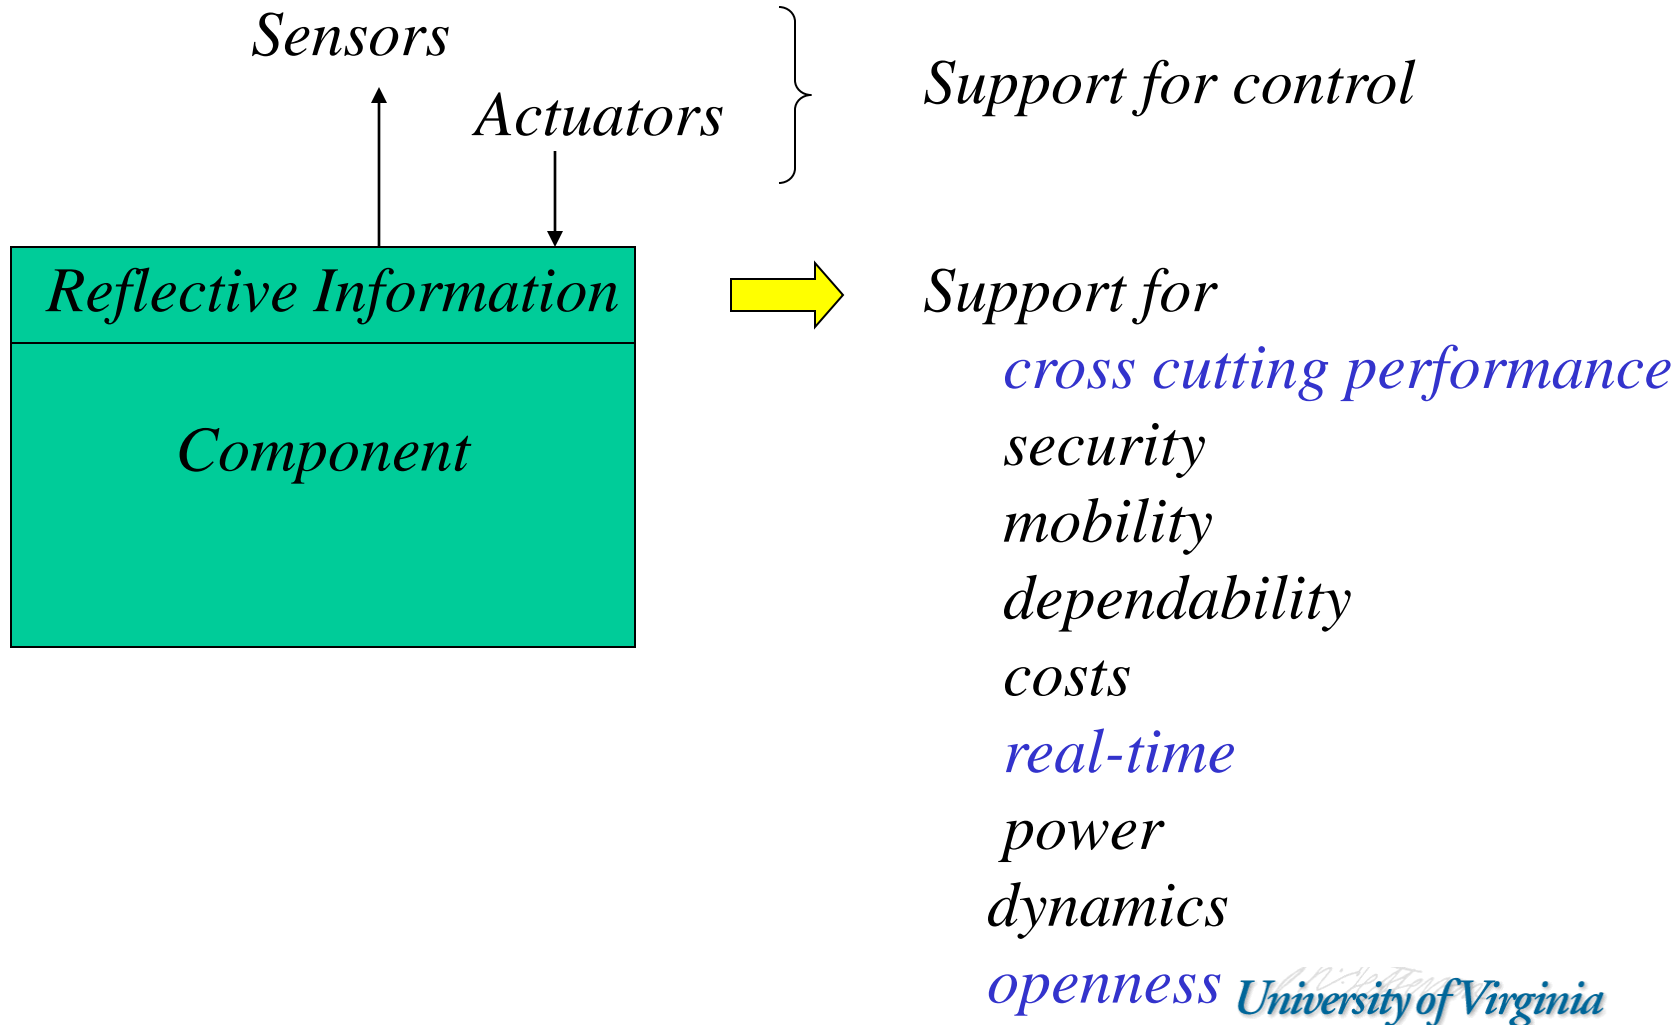 Sensors
Actuators
Support for control
Reflective Information
Component
Support for
cross cutting performance
security
mobility
dependability
costs
real-time
power
dynamics
openness
University of Virginia